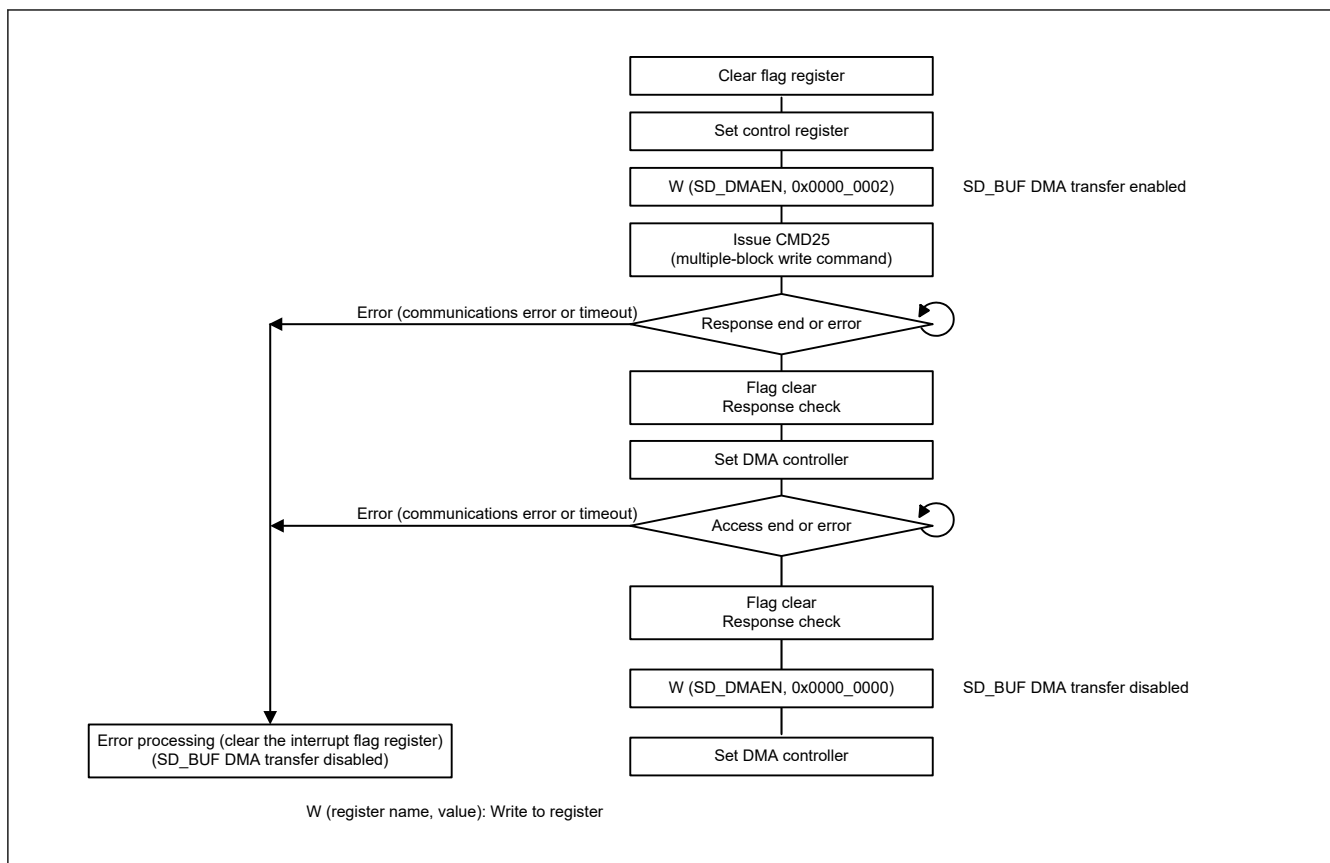 Clear flag register
Set control register
W (SD_DMAEN, 0x0000_0002)
SD_BUF DMA transfer enabled
Issue CMD25
(multiple-block write command)
Error (communications error or timeout)
Response end or error
Flag clear
Response check
Set DMA controller
Error (communications error or timeout)
Access end or error
Flag clear
Response check
W (SD_DMAEN, 0x0000_0000)
SD_BUF DMA transfer disabled
Error processing (clear the interrupt flag register)
(SD_BUF DMA transfer disabled)
Set DMA controller
W (register name, value): Write to register